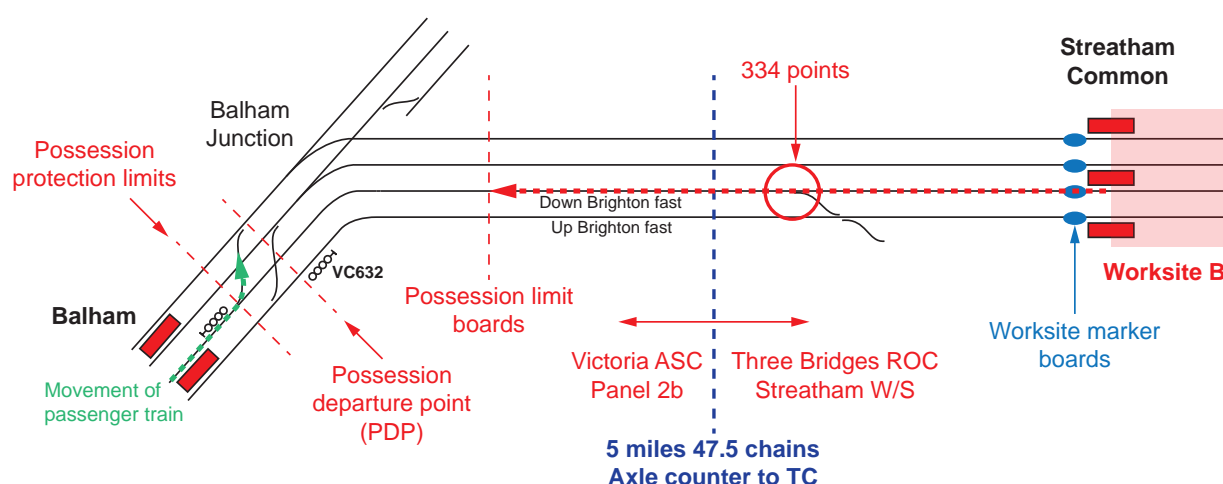 Streatham
Common
334 points
Balham
Junction
Possession
protection limits
Down Brighton fast
Up Brighton fast
VC632
Worksite B
Possession limit
boards
Balham
Worksite marker
boards
Victoria ASC
Panel 2b
Three Bridges ROC
Streatham W/S
Movement of
passenger train
Possession
departure point
(PDP)
5 miles 47.5 chains
Axle counter to TC